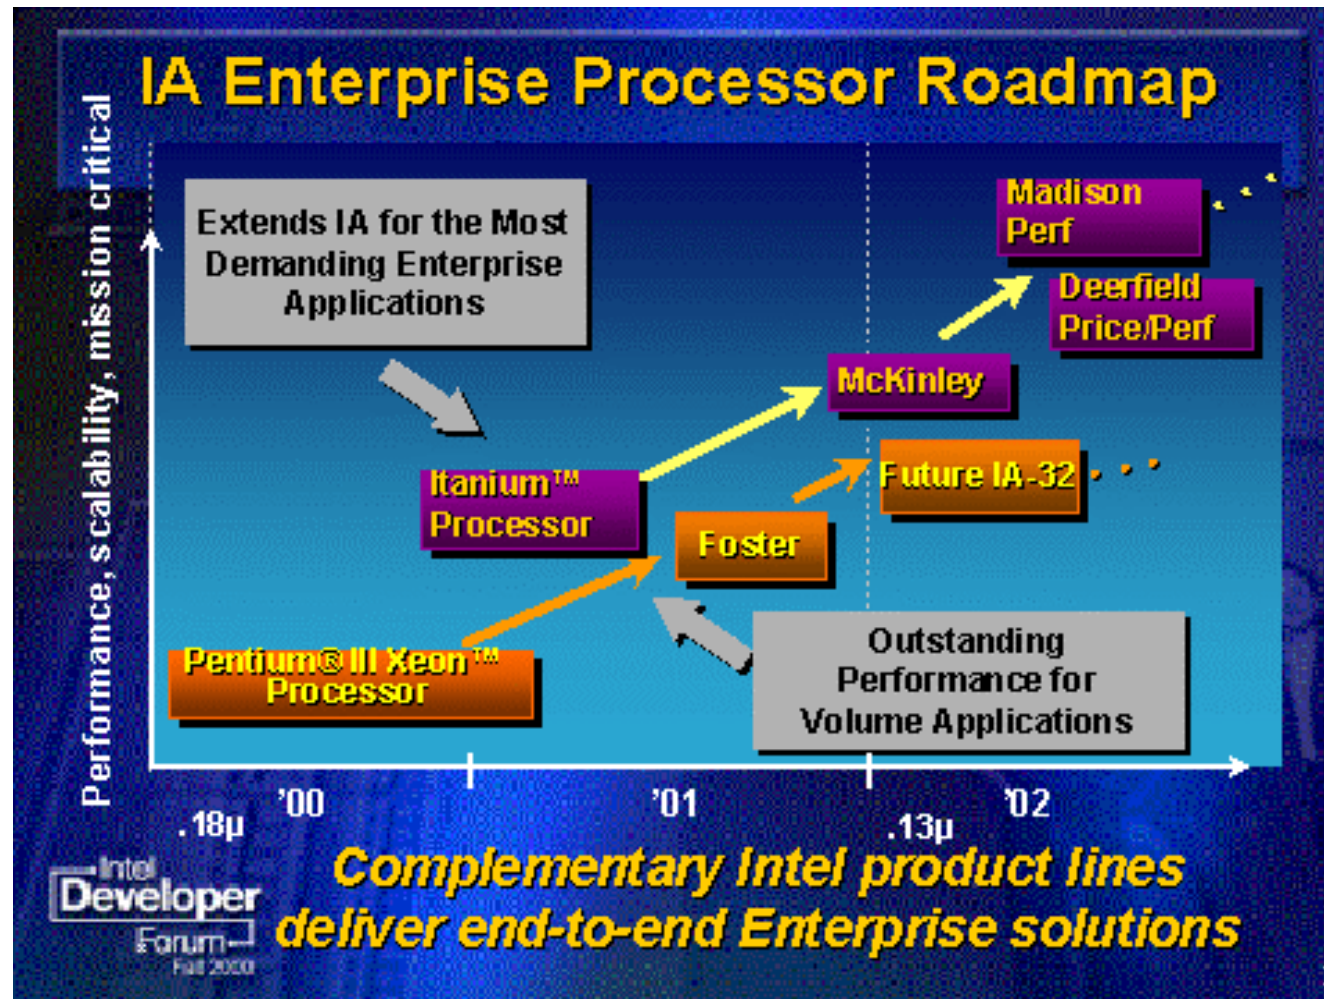 IA Enterprise Processor Roadmap
Performance, scalability, mission critical
Extends IA for the Most
Demanding Enterprise
Applications
Madison
Perf
Deerfield
Price/Perf
McKinley
Itanium™
Processor
Future IA-32
Foster
Pentium® III Xeon™
Processor
Outstanding
Performance for
Volume Applications
'00
'01
'02
.18µ
.13µ
Complementary Intel product lines
deliver end-to-end Enterprise solutions
Intel
Developer
Forum
Fall 2000